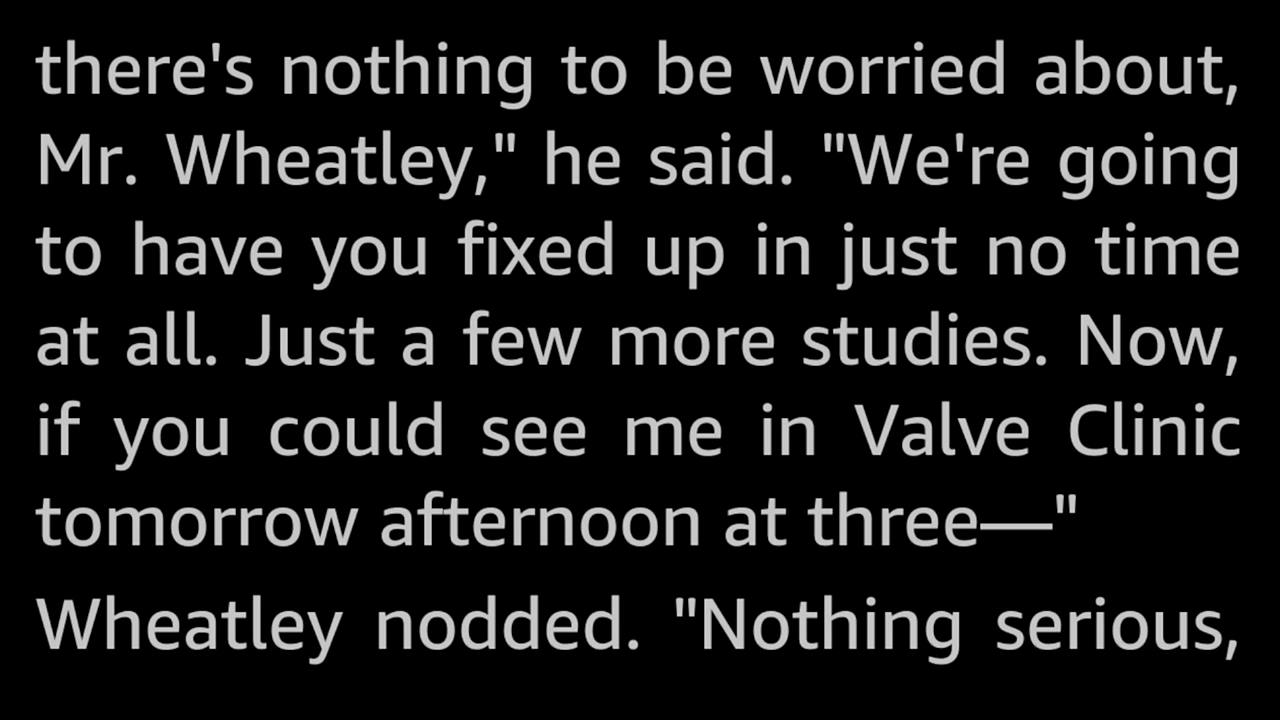 there's nothing to be worried about,
Mr. Wheatley," he said. "We're going
to have you fixed up in just no time
at all. Just a few more studies. Now,
if you could see me in Valve Clinic
tomorrow afternoon at three—"
Wheatley nodded. "Nothing serious,